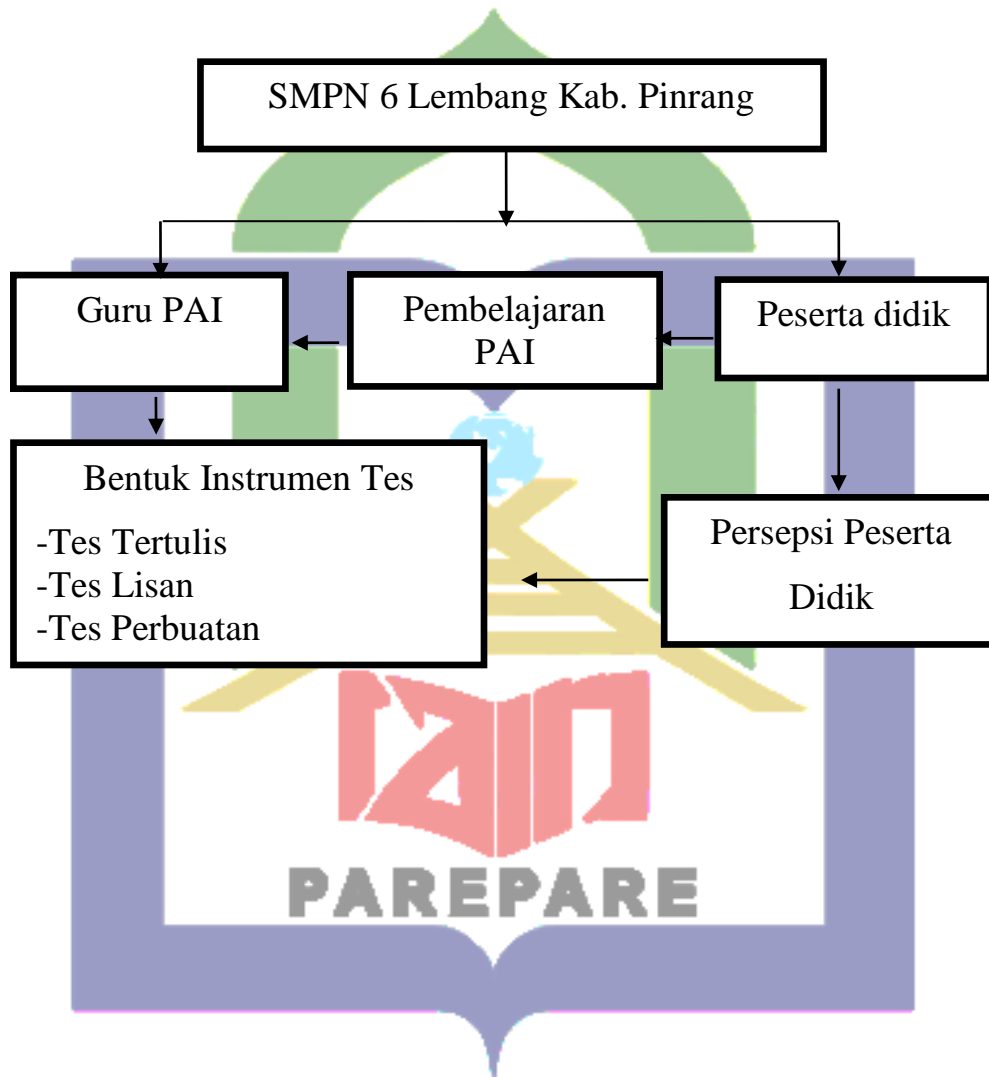 SMPN 6 Lembang Kab. Pinrang
Guru PAI
Pembelajaran
PAI
Peserta didik
Bentuk Instrumen Tes
-Tes Tertulis
-Tes Lisan
-Tes Perbuatan
Persepsi Peserta
Didik
iain
PAREPARE